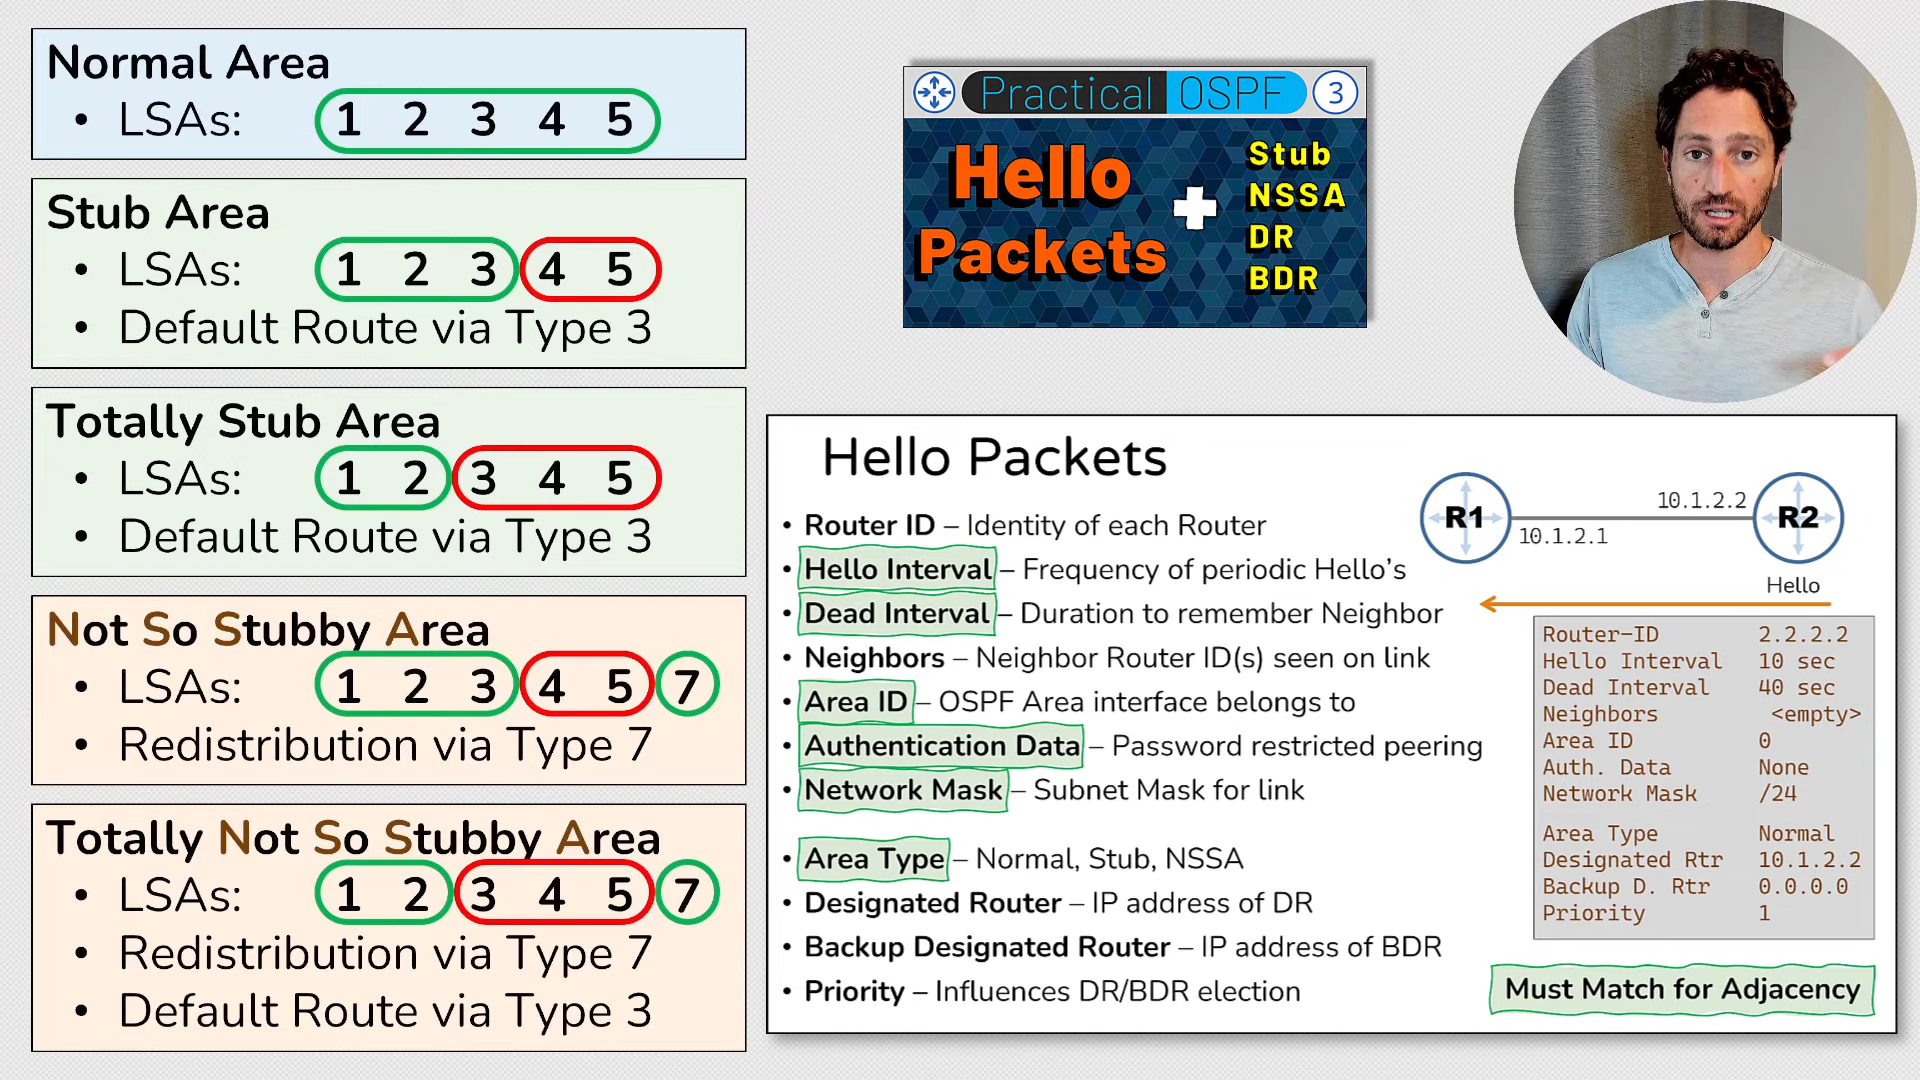 Normal Area
• LSAs: 1 2 3 4 5
Stub Area
• LSAs: 1 2 3 4 5
• Default Route via Type 3
Totally Stub Area
• LSAs: 1 2 3 4 5
• Default Route via Type 3
Not So Stubby Area
• LSAs: 1 2 3 4 5 7
• Redistribution via Type 7
Totally Not So Stubby Area
• LSAs: 1 2 3 4 5 7
• Redistribution via Type 7
• Default Route via Type 3
Practical OSPF 3
Hello
Packets
Stub
NSSA
DR
BDR
Hello Packets
• Router ID – Identity of each Router
• Hello Interval – Frequency of periodic Hello's
• Dead Interval – Duration to remember Neighbor
• Neighbors – Neighbor Router ID(s) seen on link
• Area ID – OSPF Area interface belongs to
• Authentication Data – Password restricted peering
• Network Mask – Subnet Mask for link
• Area Type – Normal, Stub, NSSA
• Designated Router – IP address of DR
• Backup Designated Router – IP address of BDR
• Priority – Influences DR/BDR election
R1
10.1.2.1
10.1.2.2
R2
Hello
Router-ID 2.2.2.2
Hello Interval 10 sec
Dead Interval 40 sec
Neighbors <empty>
Area ID 0
Auth. Data None
Network Mask /24
Area Type Normal
Designated Rtr 10.1.2.2
Backup D. Rtr 0.0.0.0
Priority 1
Must Match for Adjacency